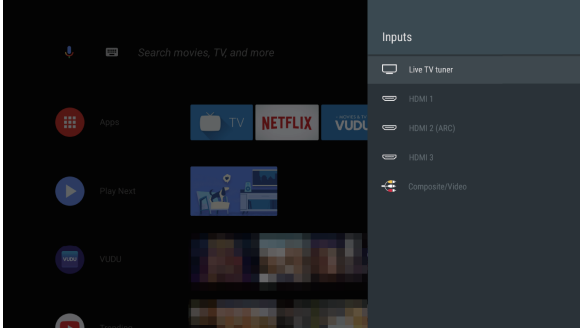 Search movies, TV, and more
Apps
TV
NETFLIX
VUDU
Play Next
VUDU
VUDU
Inputs
Live TV tuner
HDMI 1
HDMI 2 (ARC)
HDMI 3
Composite/Video